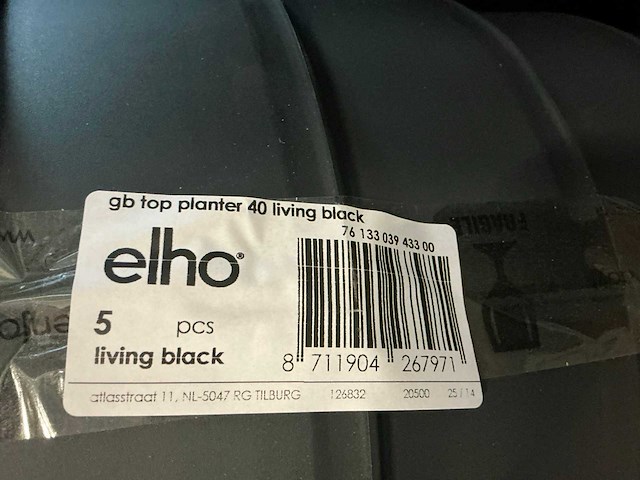 gb top planter 40 living black
76 133 039 433 00
elho®
5 pcs
living black
8 711904 267971
atlasstraat 11, NL-5047 RG TILBURG 126832 20500 25/14
FRAGILE